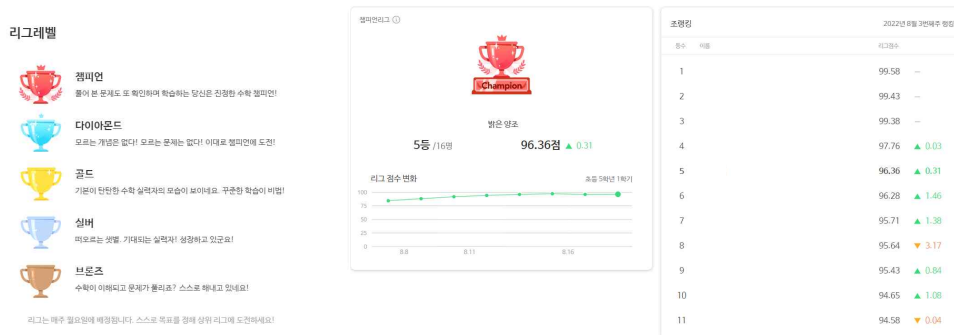 리그레벨
챔피언
풀어 본 문제도 또 확인하며 학습하는 당신은 진정한 수학 챔피언!
다이아몬드
모르는 개념은 없다! 모르는 문제는 없다! 이대로 챔피언에 도전!
골드
기본이 탄탄한 수학 실력자의 모습이 보이네요. 꾸준한 학습이 비법!
실버
떠오르는 샛별. 기대되는 실력자! 성장하고 있군요!
브론즈
수학이 이해되고 문제가 풀리죠? 스스로 해내고 있네요!
리그는 매주 월요일에 배정됩니다. 스스로 목표를 정해 상위 리그에 도전하세요!
챔피언리그
Champion
밝은 양조
5등 /16명 96.36점 ▲ 0.31
리그 점수 변화 초등 5학년 1학기
100
75
50
25
0
8.8 8.11 8.16
조랭킹 2022년 8월 3번째주 랭킹
등수 이름 리그점수
1 99.58 –
2 99.43 –
3 99.38 –
4 97.76 ▲ 0.03
5 96.36 ▲ 0.31
6 96.28 ▲ 1.46
7 95.71 ▲ 1.38
8 95.64 ▼ 3.17
9 95.43 ▲ 0.84
10 94.65 ▲ 1.08
11 94.58 ▼ 0.04